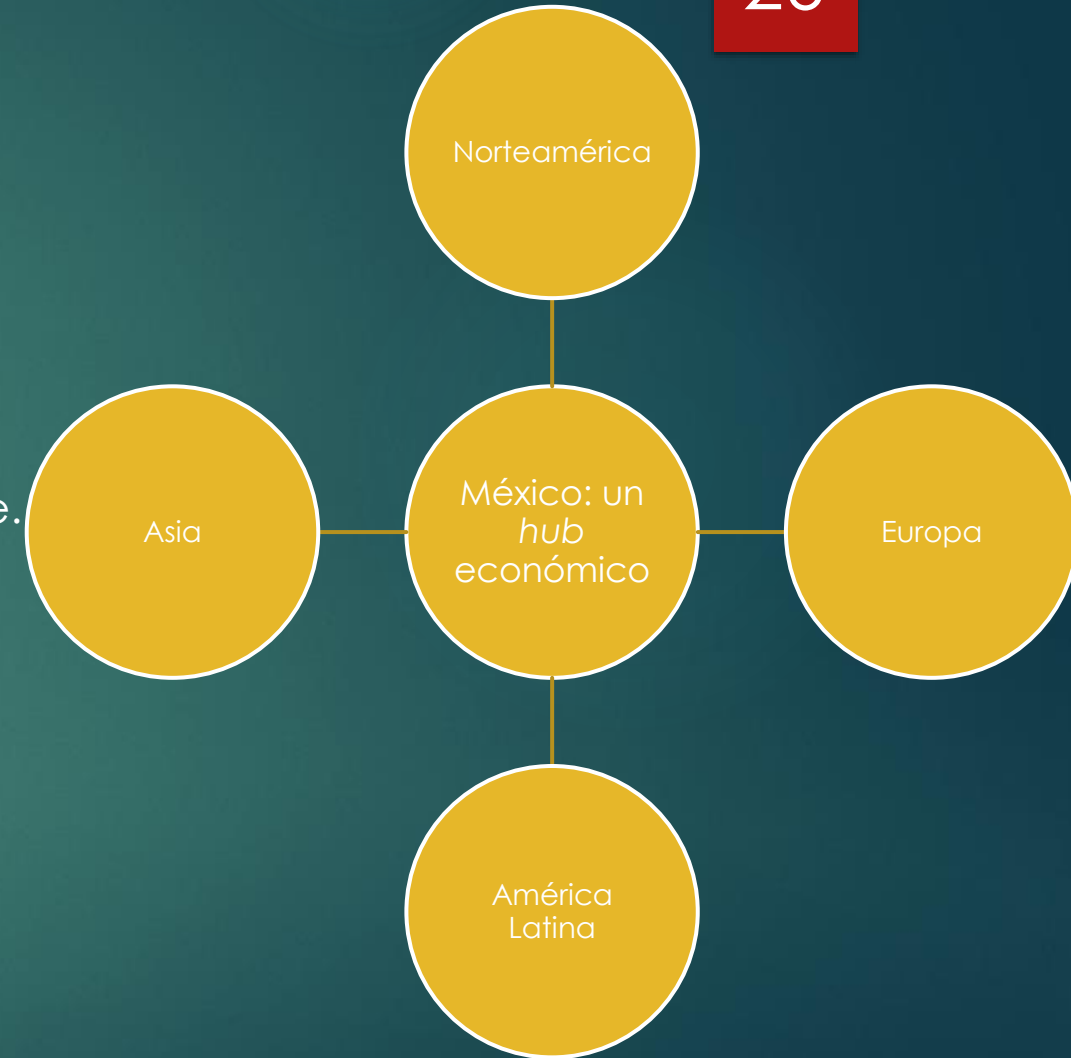 Norteamérica
México: un
hub
económico
Asia
Europa
América
Latina